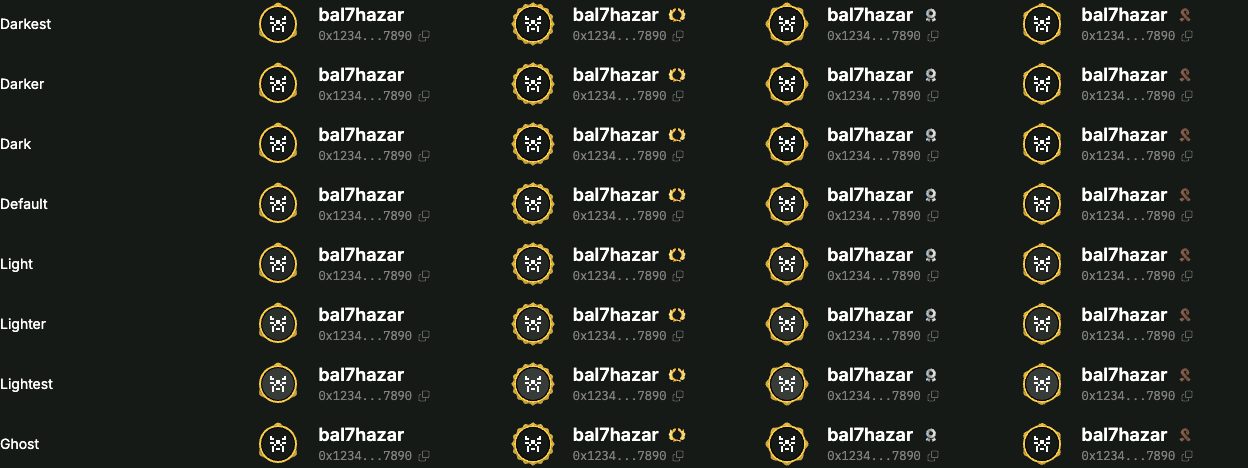 Darkest bal7hazar bal7hazar bal7hazar bal7hazar
0x1234...7890 0x1234...7890 0x1234...7890 0x1234...7890
Darker bal7hazar bal7hazar bal7hazar bal7hazar
0x1234...7890 0x1234...7890 0x1234...7890 0x1234...7890
Dark bal7hazar bal7hazar bal7hazar bal7hazar
0x1234...7890 0x1234...7890 0x1234...7890 0x1234...7890
Default bal7hazar bal7hazar bal7hazar bal7hazar
0x1234...7890 0x1234...7890 0x1234...7890 0x1234...7890
Light bal7hazar bal7hazar bal7hazar bal7hazar
0x1234...7890 0x1234...7890 0x1234...7890 0x1234...7890
Lighter bal7hazar bal7hazar bal7hazar bal7hazar
0x1234...7890 0x1234...7890 0x1234...7890 0x1234...7890
Lightest bal7hazar bal7hazar bal7hazar bal7hazar
0x1234...7890 0x1234...7890 0x1234...7890 0x1234...7890
Ghost bal7hazar bal7hazar bal7hazar bal7hazar
0x1234...7890 0x1234...7890 0x1234...7890 0x1234...7890